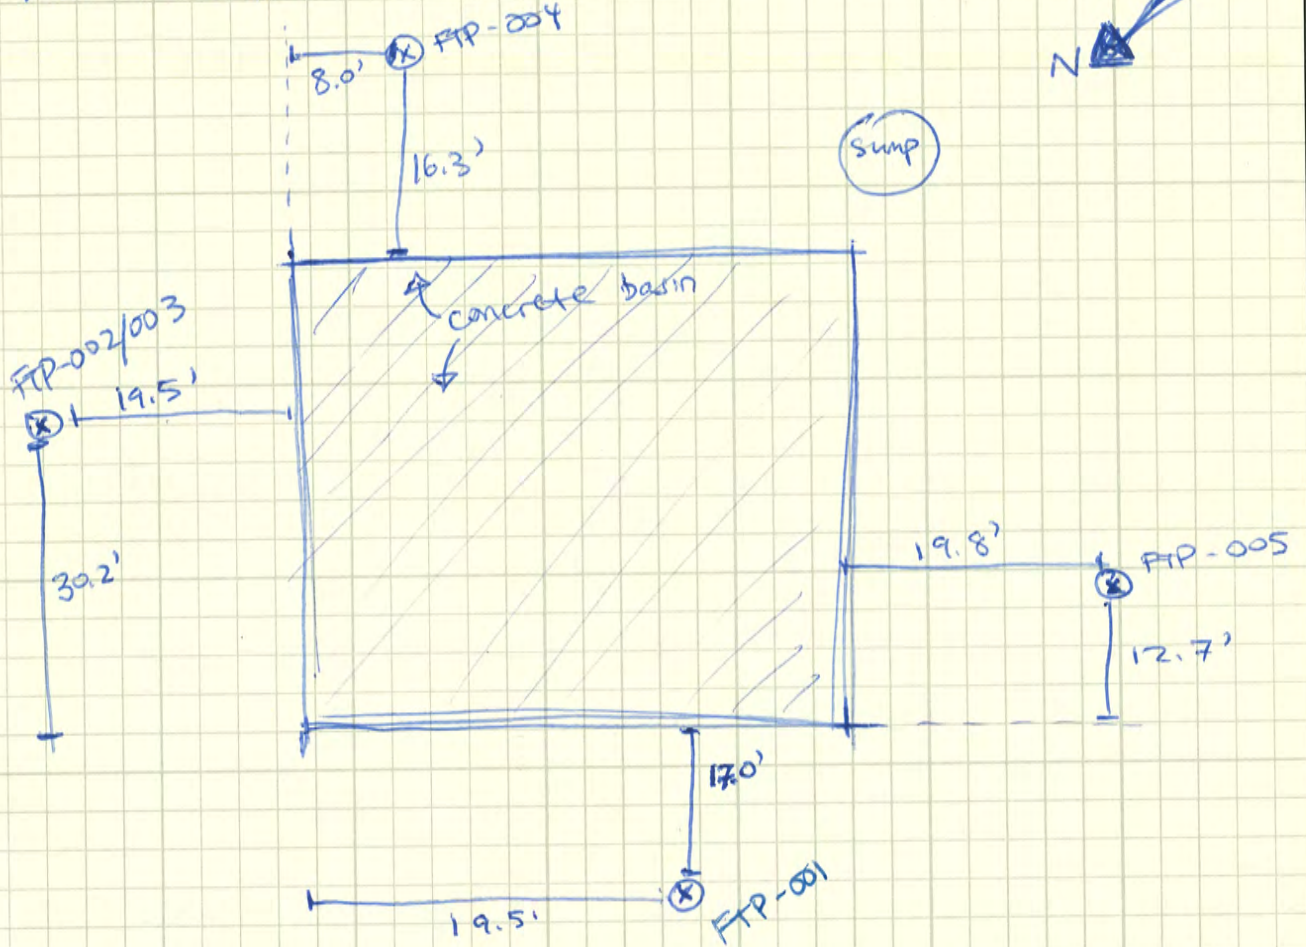 FTP-004
8.0'
N
16.3'
Sump
concrete basin
FTP-002/003
19.5'
30.2'
19.8'
FTP-005
12.7'
17.0'
FTP-001
19.5'